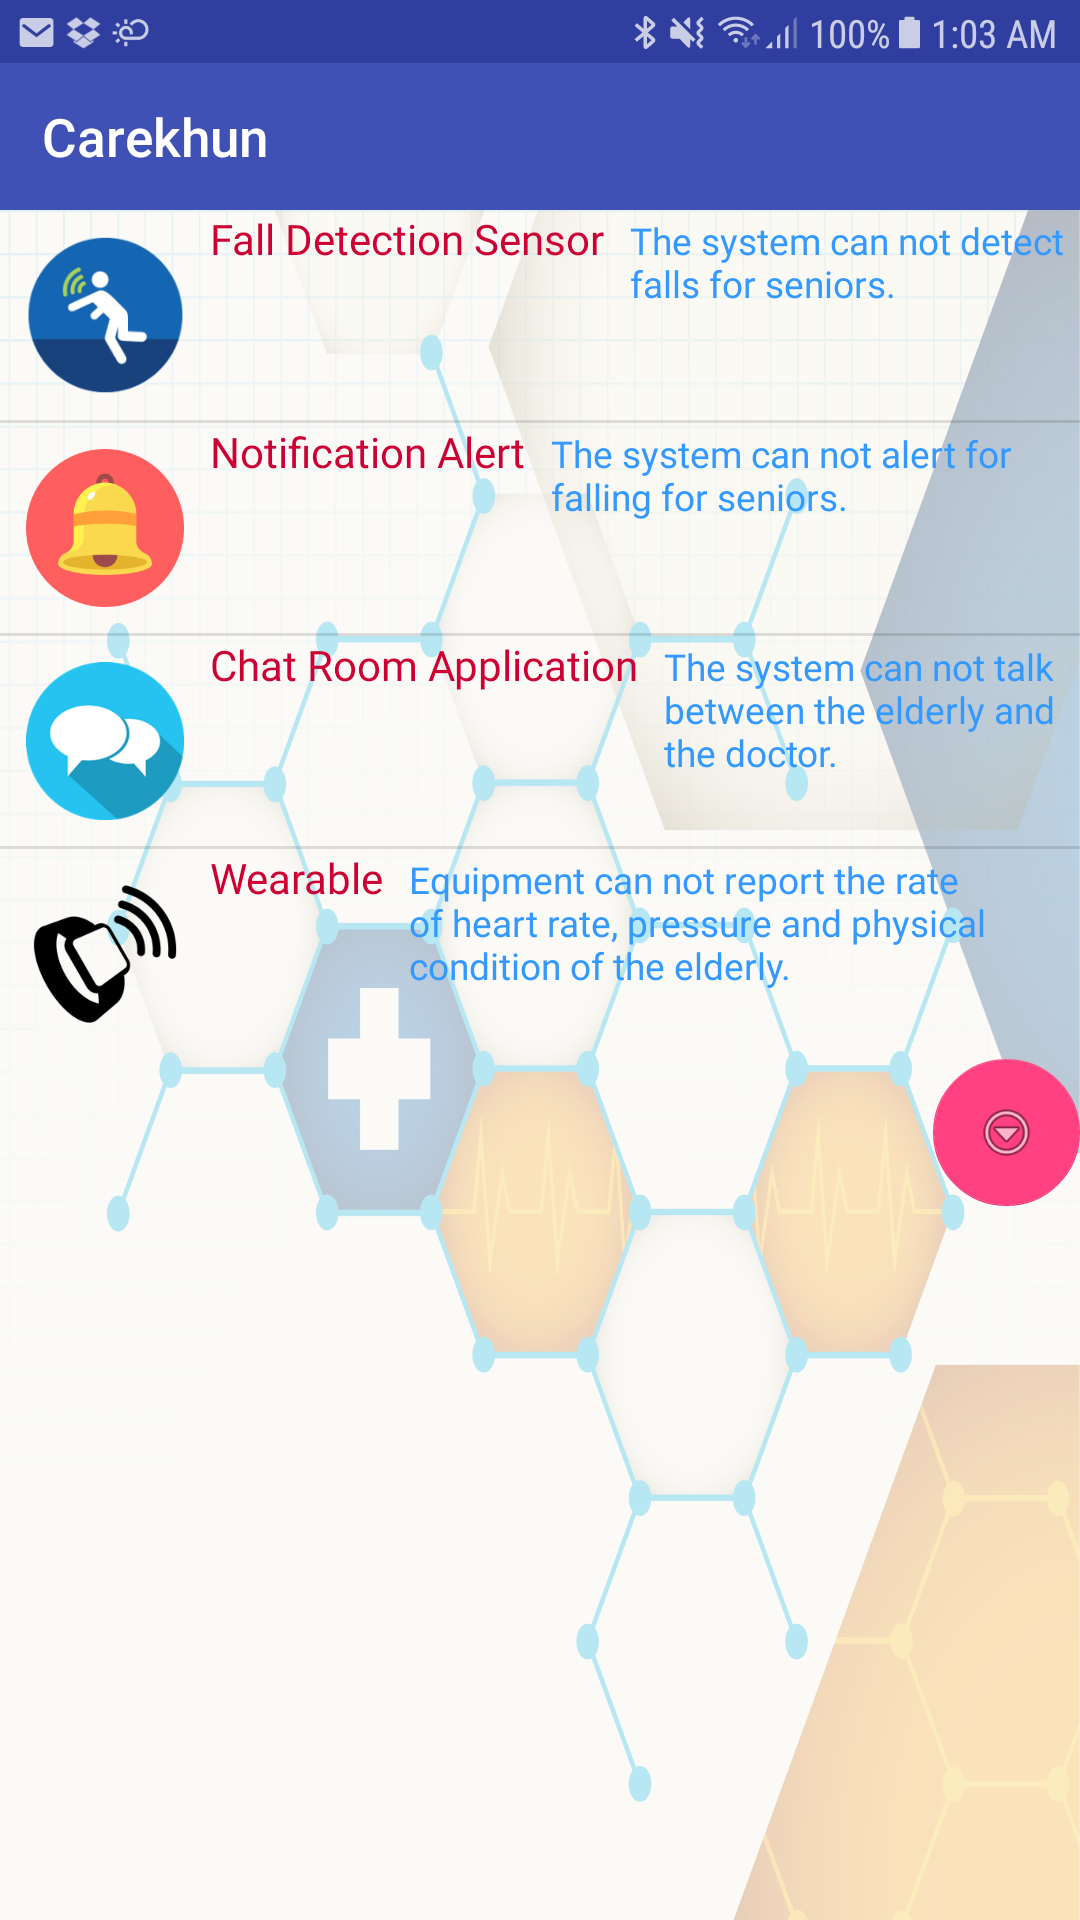 100% 1:03 AM
Carekhun
Fall Detection Sensor
The system can not detect
falls for seniors.
Notification Alert
The system can not alert for
falling for seniors.
Chat Room Application
The system can not talk
between the elderly and
the doctor.
Wearable
Equipment can not report the rate
of heart rate, pressure and physical
condition of the elderly.